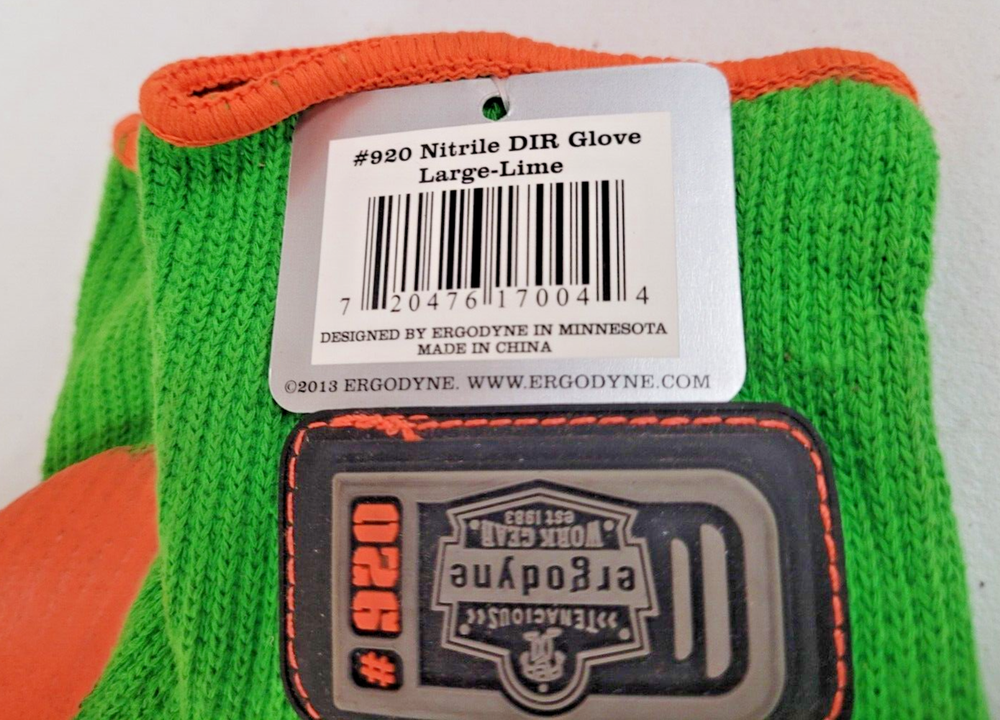 #920 Nitrile DIR Glove
Large-Lime
7 20476 17004 4
DESIGNED BY ERGODYNE IN MINNESOTA
MADE IN CHINA
©2013 ERGODYNE. WWW.ERGODYNE.COM
#920
>>TENACIOUS<<
ergodyne
WORK GEAR
est 1983